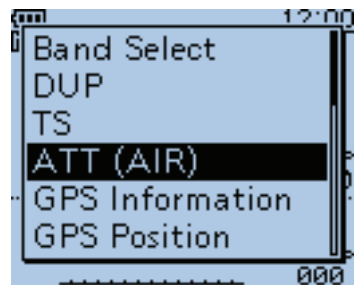 12:00
Band Select
DUP
TS
ATT (AIR)
GPS Information
GPS Position
000